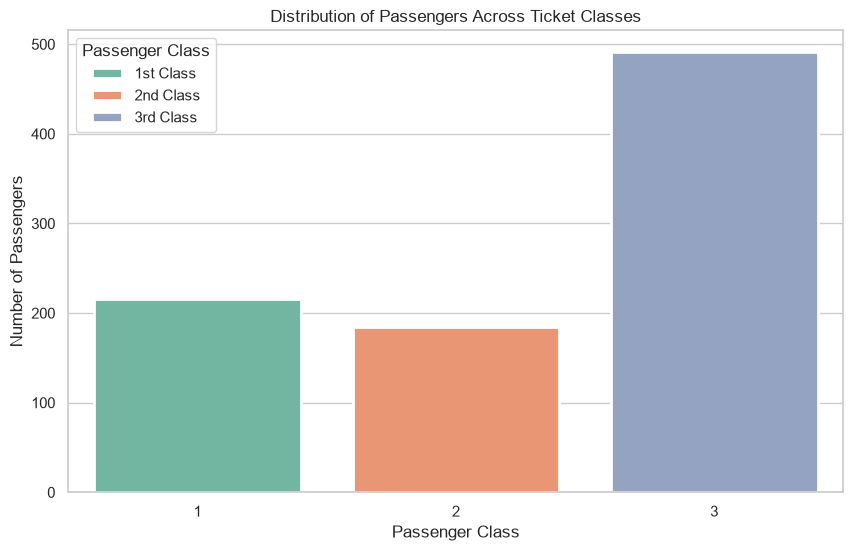 Distribution of Passengers Across Ticket Classes
Passenger Class
1st Class
2nd Class
3rd Class
Number of Passengers
500
400
300
200
100
0
1
2
3
Passenger Class